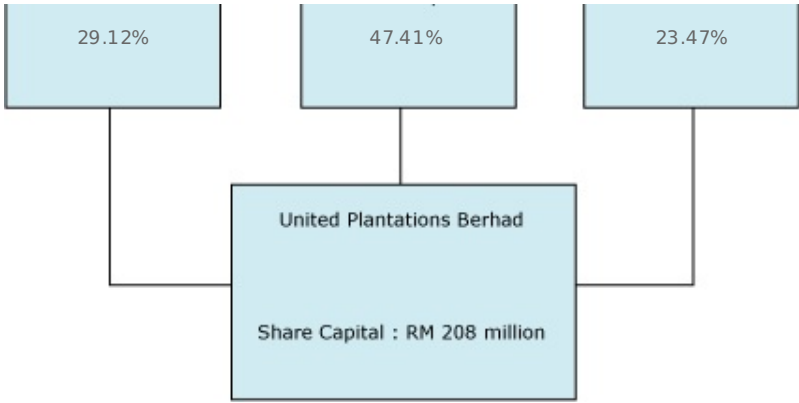 29.12%
47.41%
23.47%
United Plantations Berhad
Share Capital : RM 208 million